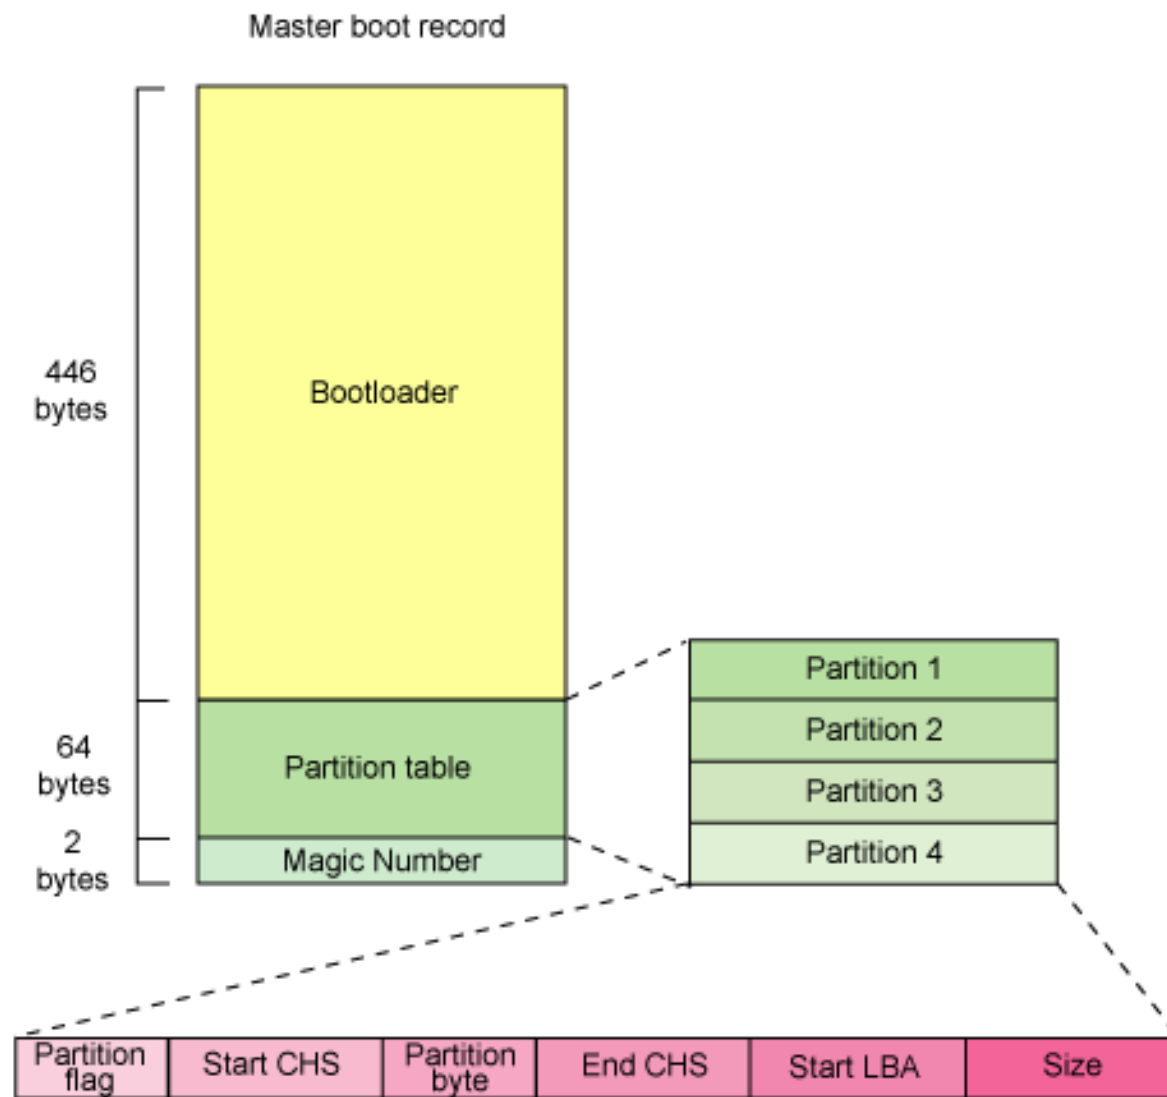 Master boot record
446
bytes
Bootloader
64
bytes
Partition table
2
bytes
Magic Number
Partition 1
Partition 2
Partition 3
Partition 4
Partition
flag
Start CHS
Partition
byte
End CHS
Start LBA
Size